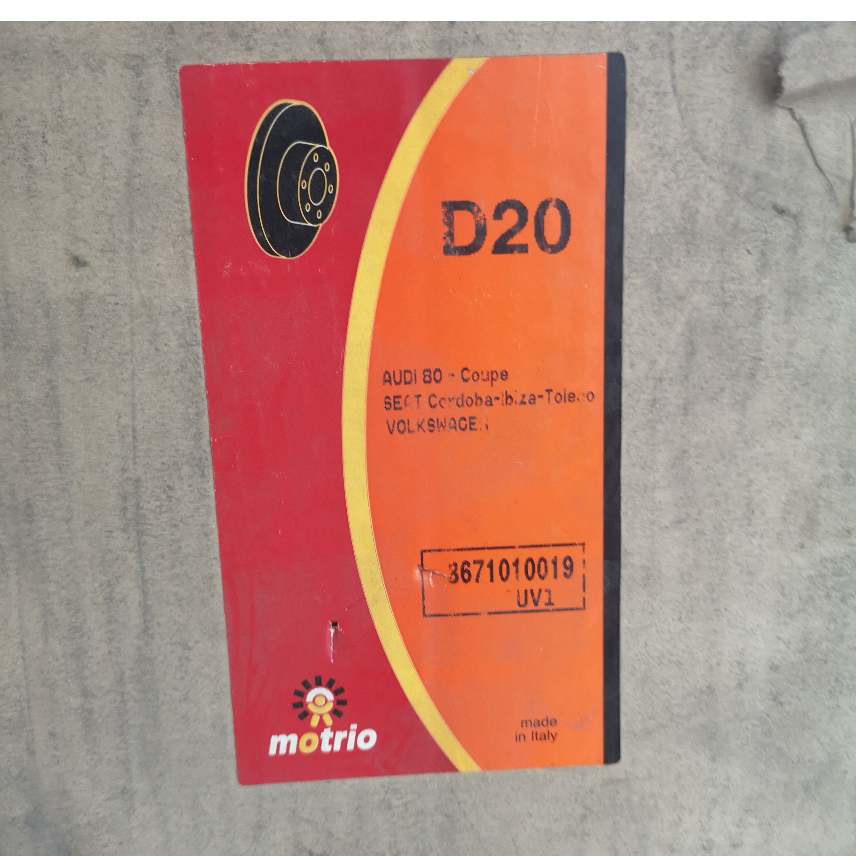 D20
AUDI 80 - Coupe
SEAT Cordoba-Ibiza-Toledo
VOLKSWAGEN
8671010019
UV1
made
in Italy
motrio